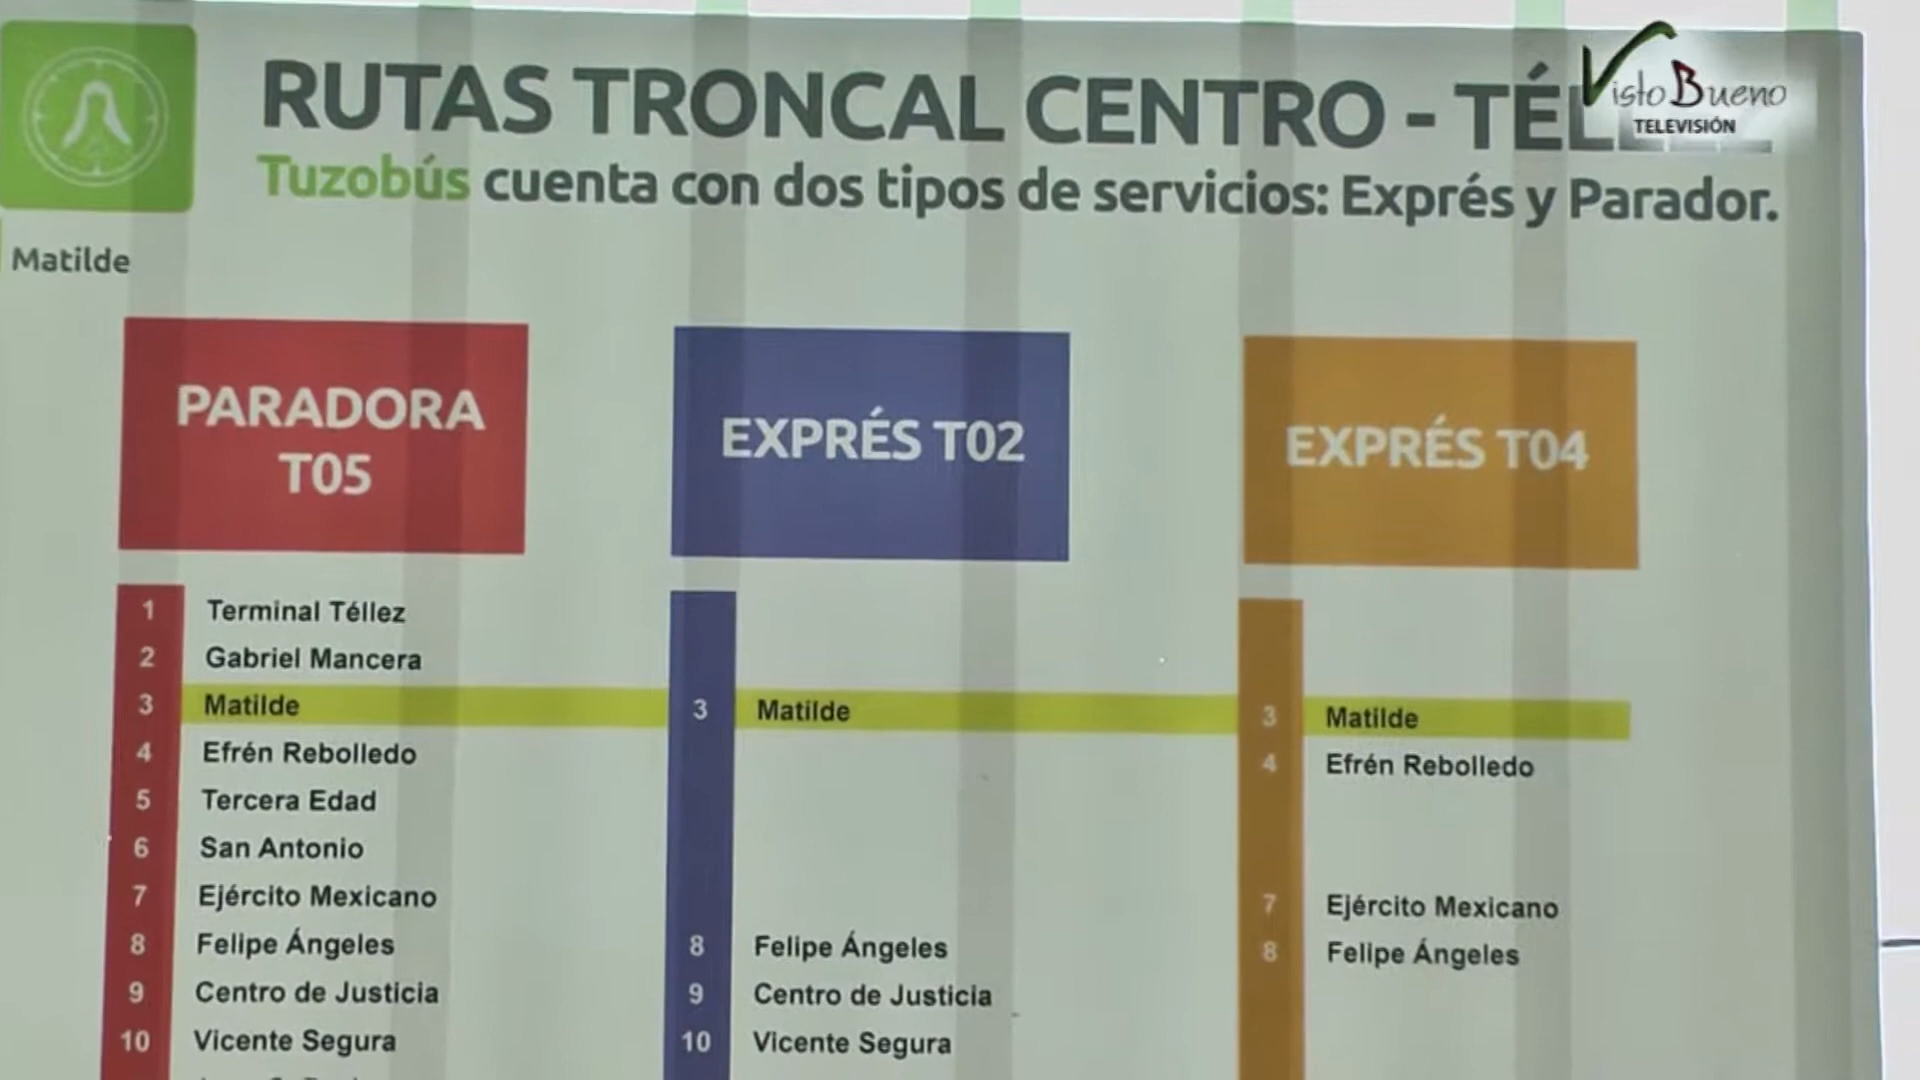 RUTAS TRONCAL CENTRO -
Visto Bueno
TELEVISIÓN
Tuzobús cuenta con dos tipos de servicios: Exprés y Parador.
Matilde
PARADORA
T05
EXPRÉS T02
EXPRÉS T04
1 Terminal Téllez
2 Gabriel Mancera
3 Matilde 3 Matilde 3 Matilde
4 Efrén Rebolledo 4 Efrén Rebolledo
5 Tercera Edad
6 San Antonio
7 Ejército Mexicano 7 Ejército Mexicano
8 Felipe Ángeles 8 Felipe Ángeles 8 Felipe Ángeles
9 Centro de Justicia 9 Centro de Justicia
10 Vicente Segura 10 Vicente Segura